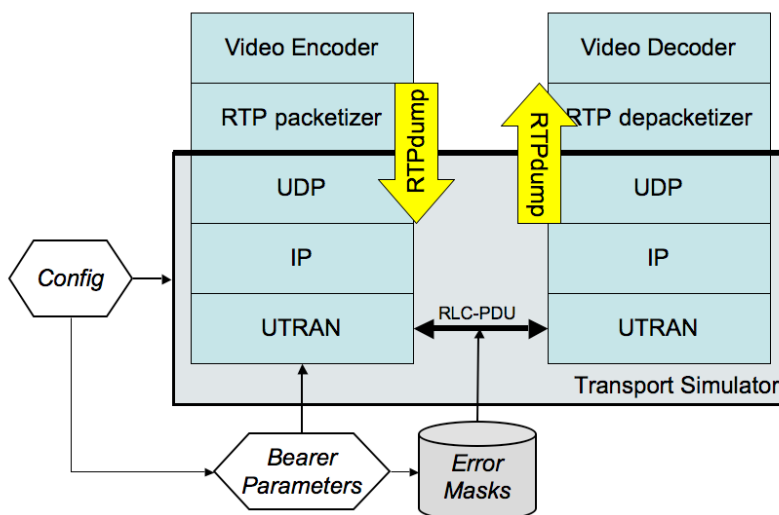 Video Encoder
Video Decoder
RTP packetizer
RTPdump
RTPdump
RTP depacketizer
UDP
UDP
IP
IP
Config
UTRAN
RLC-PDU
UTRAN
Transport Simulator
Bearer
Parameters
Error
Masks